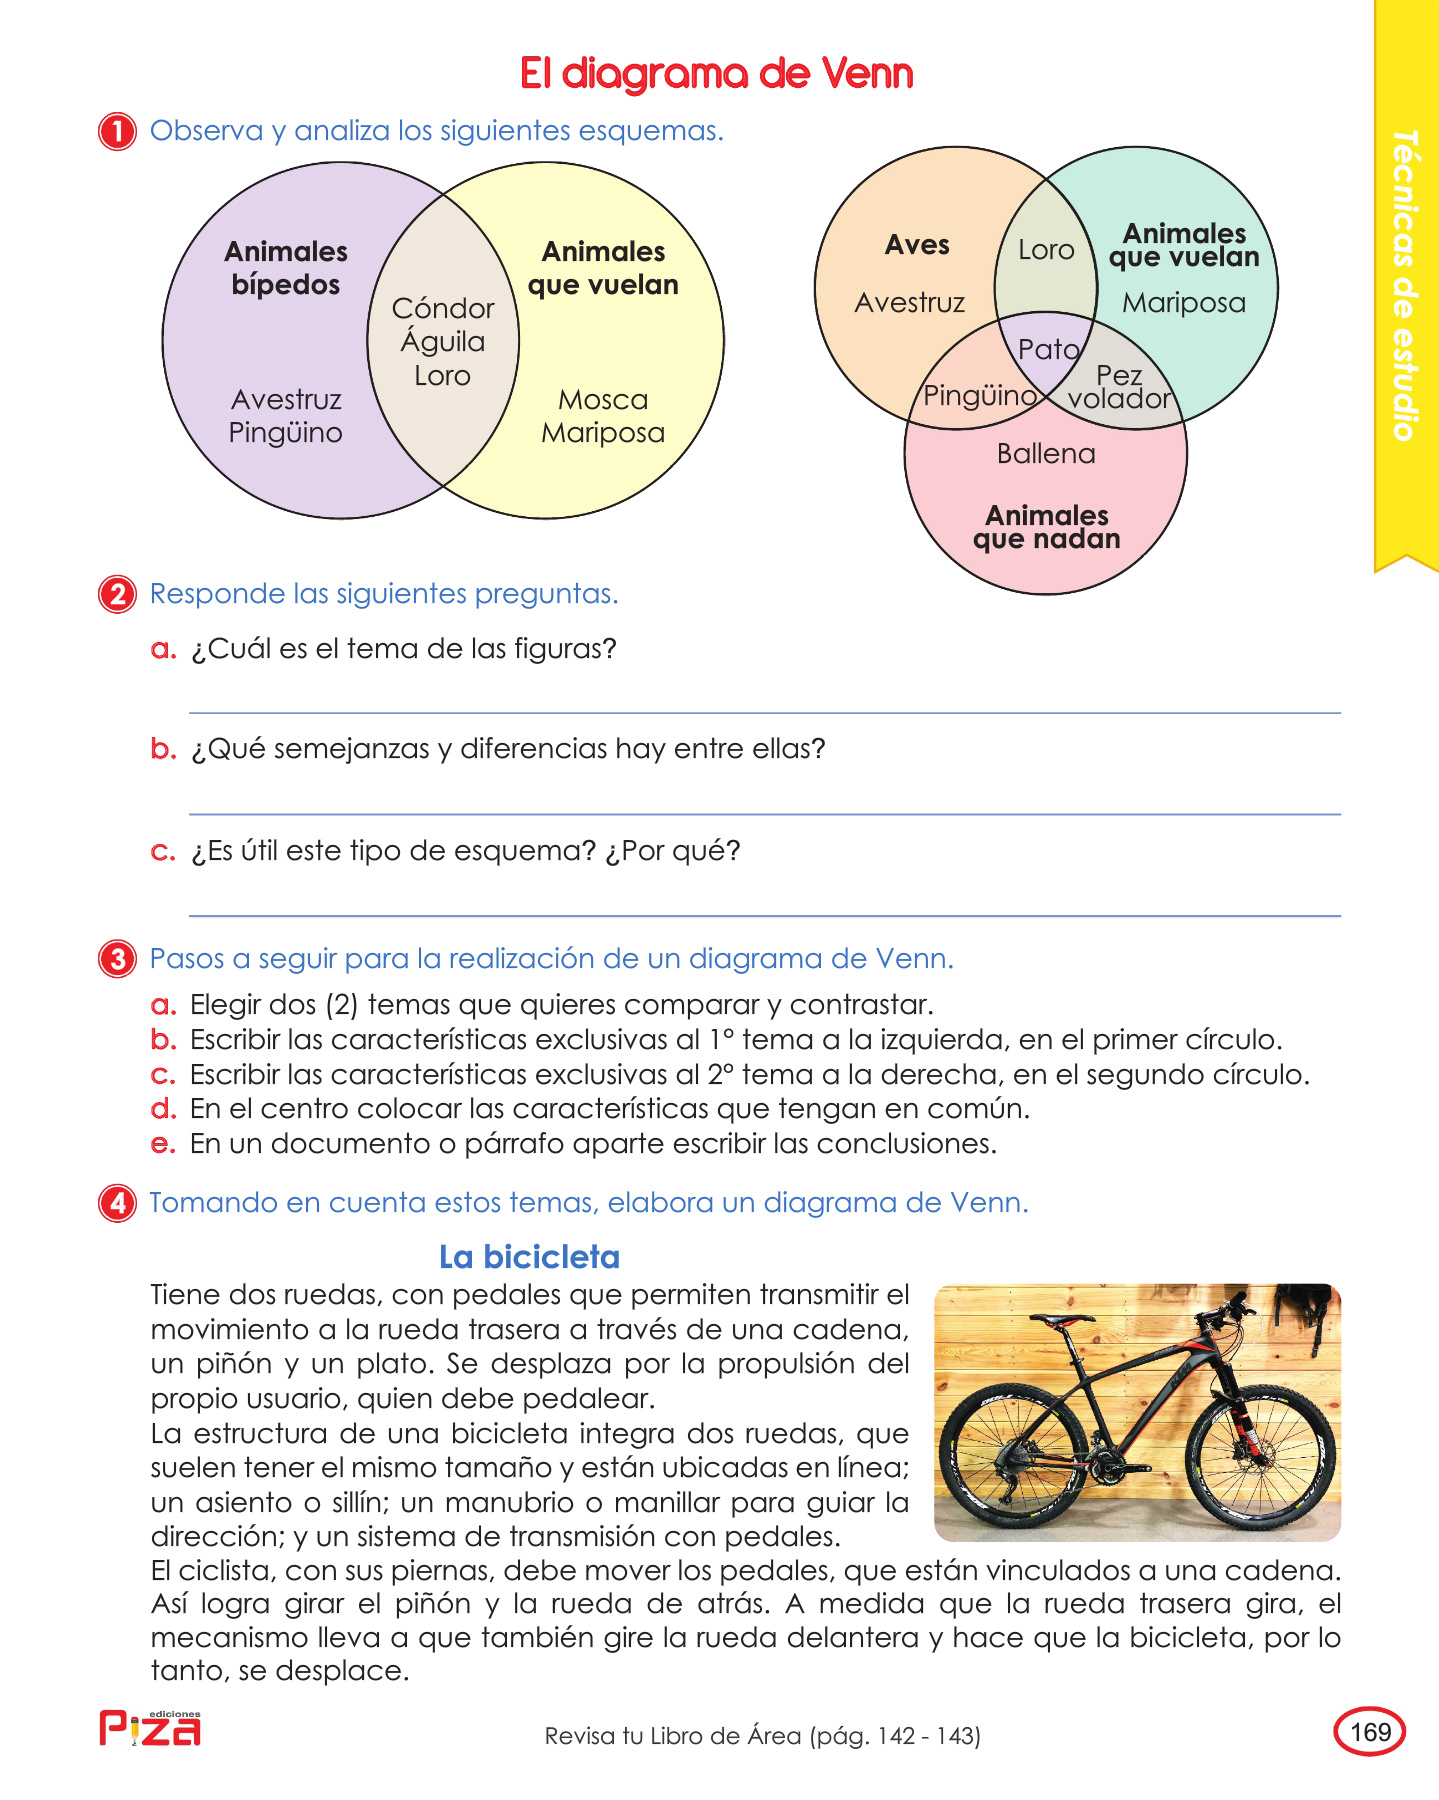 El diagrama de Venn
1 Observa y analiza los siguientes esquemas.
Animales
bípedos
Avestruz
Pingüino
Cóndor
Águila
Loro
Animales
que vuelan
Mosca
Mariposa
Aves
Avestruz
Loro
Animales
que vuelan
Mariposa
Pato
Pingüino
Pez
volador
Ballena
Animales
que nadan
Técnicas de estudio
2 Responde las siguientes preguntas.
a. ¿Cuál es el tema de las figuras?
b. ¿Qué semejanzas y diferencias hay entre ellas?
c. ¿Es útil este tipo de esquema? ¿Por qué?
3 Pasos a seguir para la realización de un diagrama de Venn.
a. Elegir dos (2) temas que quieres comparar y contrastar.
b. Escribir las características exclusivas al 1° tema a la izquierda, en el primer círculo.
c. Escribir las características exclusivas al 2° tema a la derecha, en el segundo círculo.
d. En el centro colocar las características que tengan en común.
e. En un documento o párrafo aparte escribir las conclusiones.
4 Tomando en cuenta estos temas, elabora un diagrama de Venn.
La bicicleta
Tiene dos ruedas, con pedales que permiten transmitir el
movimiento a la rueda trasera a través de una cadena,
un piñón y un plato. Se desplaza por la propulsión del
propio usuario, quien debe pedalear.
La estructura de una bicicleta integra dos ruedas, que
suelen tener el mismo tamaño y están ubicadas en línea;
un asiento o sillín; un manubrio o manillar para guiar la
dirección; y un sistema de transmisión con pedales.
El ciclista, con sus piernas, debe mover los pedales, que están vinculados a una cadena.
Así logra girar el piñón y la rueda de atrás. A medida que la rueda trasera gira, el
mecanismo lleva a que también gire la rueda delantera y hace que la bicicleta, por lo
tanto, se desplace.
ediciones
Piza
Revisa tu Libro de Área (pág. 142 - 143)
169